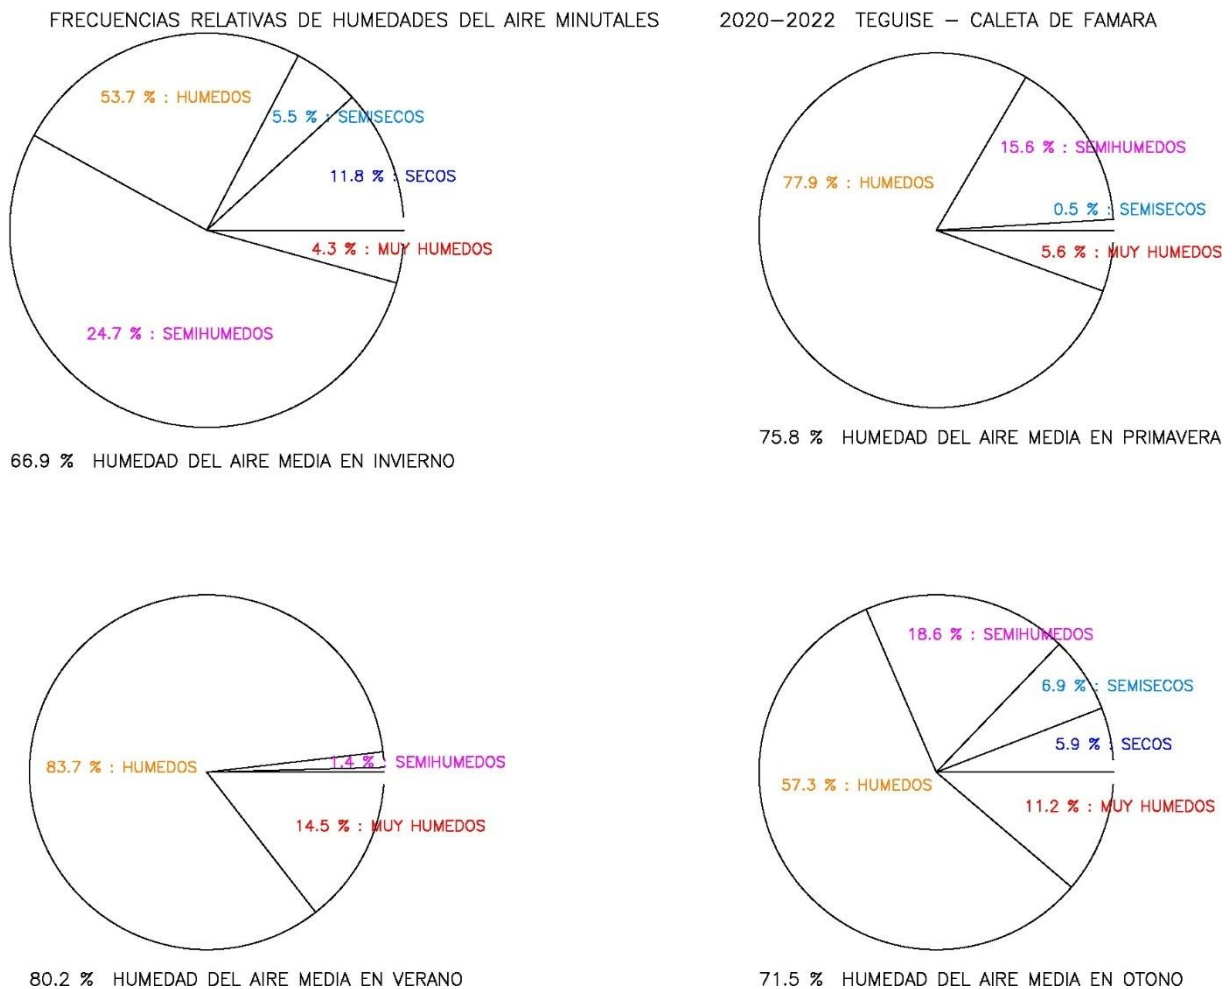 FRECUENCIAS RELATIVAS DE HUMEDADES DEL AIRE MINUTALES 2020-2022 TEGUISE - CALETA DE FAMARA
53.7 % : HUMEDOS
5.5 % : SEMISECOS
11.8 % : SECOS
4.3 % : MUY HUMEDOS
24.7 % : SEMIHUMEDOS
66.9 % HUMEDAD DEL AIRE MEDIA EN INVIERNO
15.6 % : SEMIHUMEDOS
77.9 % : HUMEDOS
0.5 % : SEMISECOS
5.6 % : MUY HUMEDOS
75.8 % HUMEDAD DEL AIRE MEDIA EN PRIMAVERA
83.7 % : HUMEDOS
1.4 % : SEMIHUMEDOS
14.5 % : MUY HUMEDOS
80.2 % HUMEDAD DEL AIRE MEDIA EN VERANO
18.6 % : SEMIHUMEDOS
6.9 % : SEMISECOS
5.9 % : SECOS
57.3 % : HUMEDOS
11.2 % : MUY HUMEDOS
71.5 % HUMEDAD DEL AIRE MEDIA EN OTONO